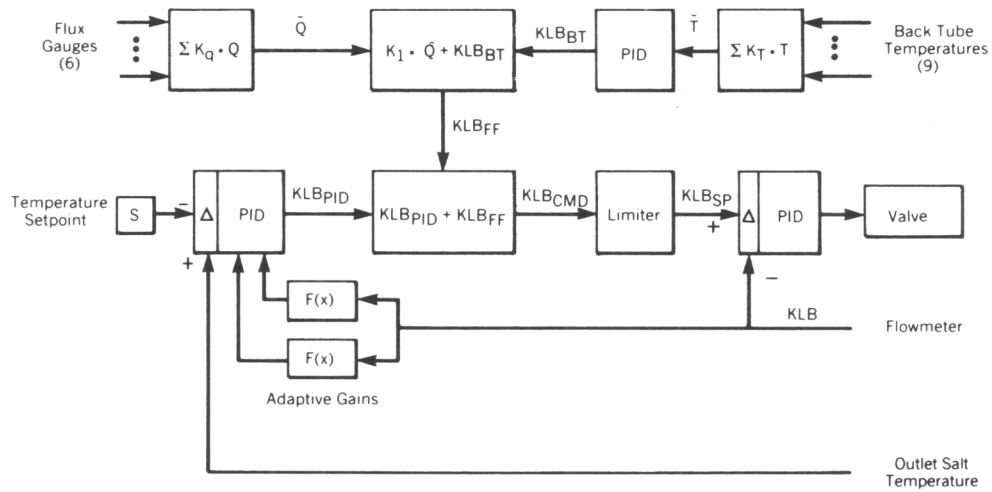 Flux
Gauges
(6)
Σ K_q · Q
Q̄
K_1 · Q̄ + KLB_BT
KLB_BT
PID
T̄
Σ K_T · T
Back Tube
Temperatures
(9)
KLB_FF
Temperature
Setpoint
S
−
Δ
PID
+
KLB_PID
KLB_PID + KLB_FF
KLB_CMD
Limiter
KLB_SP
+
Δ
PID
−
Valve
F(x)
F(x)
Adaptive Gains
KLB
Flowmeter
Outlet Salt
Temperature